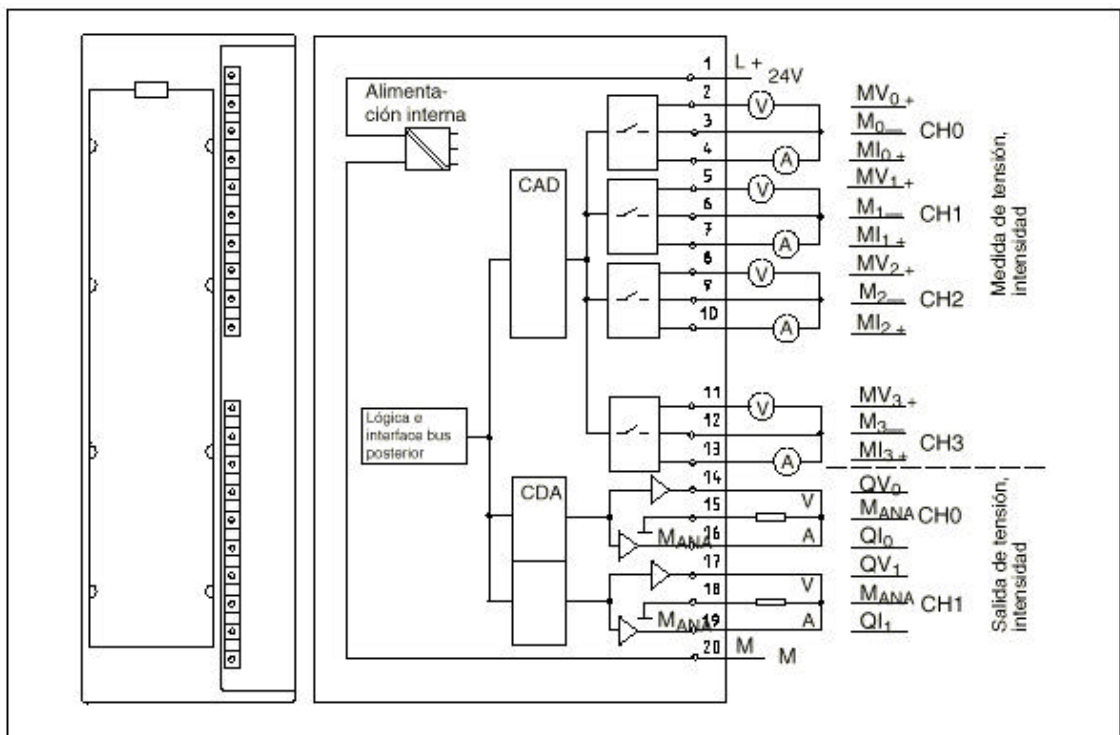 1 L + 24V
Alimenta-
ción interna
2 V MV0 +
3 M0— CH0
4 A MI0 +
5 V MV1 +
CAD
6 M1— CH1
7 A MI1 +
8 V MV2 +
9 M2— CH2
10 A MI2 +
Medida de tensión,
intensidad
11 V MV3 +
12 M3— CH3
13 A MI3 +
Lógica e
interface bus
posterior
14 V QV0
CDA
15 MANA CH0
16 MANA A QI0
17 V QV1
18 MANA CH1
19 MANA A QI1
20 M M
Salida de tensión,
intensidad